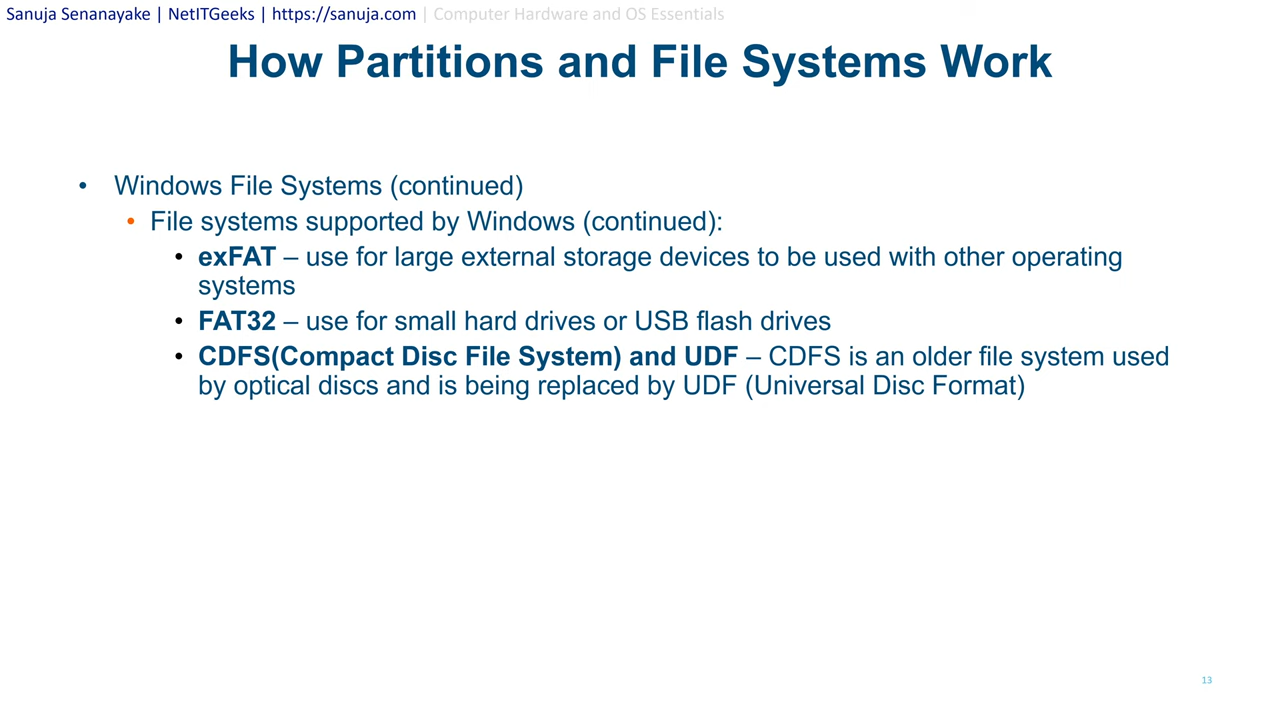 Sanuja Senanayake | NetITGeeks | https://sanuja.com | Computer Hardware and OS Essentials
How Partitions and File Systems Work
• Windows File Systems (continued)
• File systems supported by Windows (continued):
• exFAT – use for large external storage devices to be used with other operating
systems
• FAT32 – use for small hard drives or USB flash drives
• CDFS(Compact Disc File System) and UDF – CDFS is an older file system used
by optical discs and is being replaced by UDF (Universal Disc Format)
13